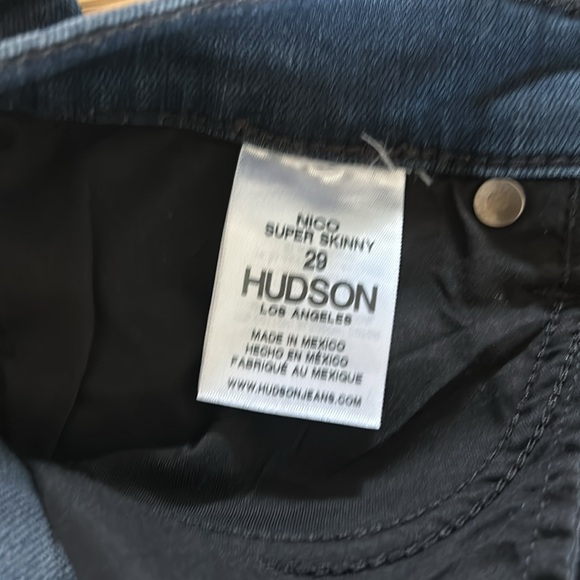 NICO
SUPER SKINNY
29
HUDSON
LOS ANGELES
MADE IN MEXICO
HECHO EN MÉXICO
FABRIQUÉ AU MEXIQUE
WWW.HUDSONJEANS.COM